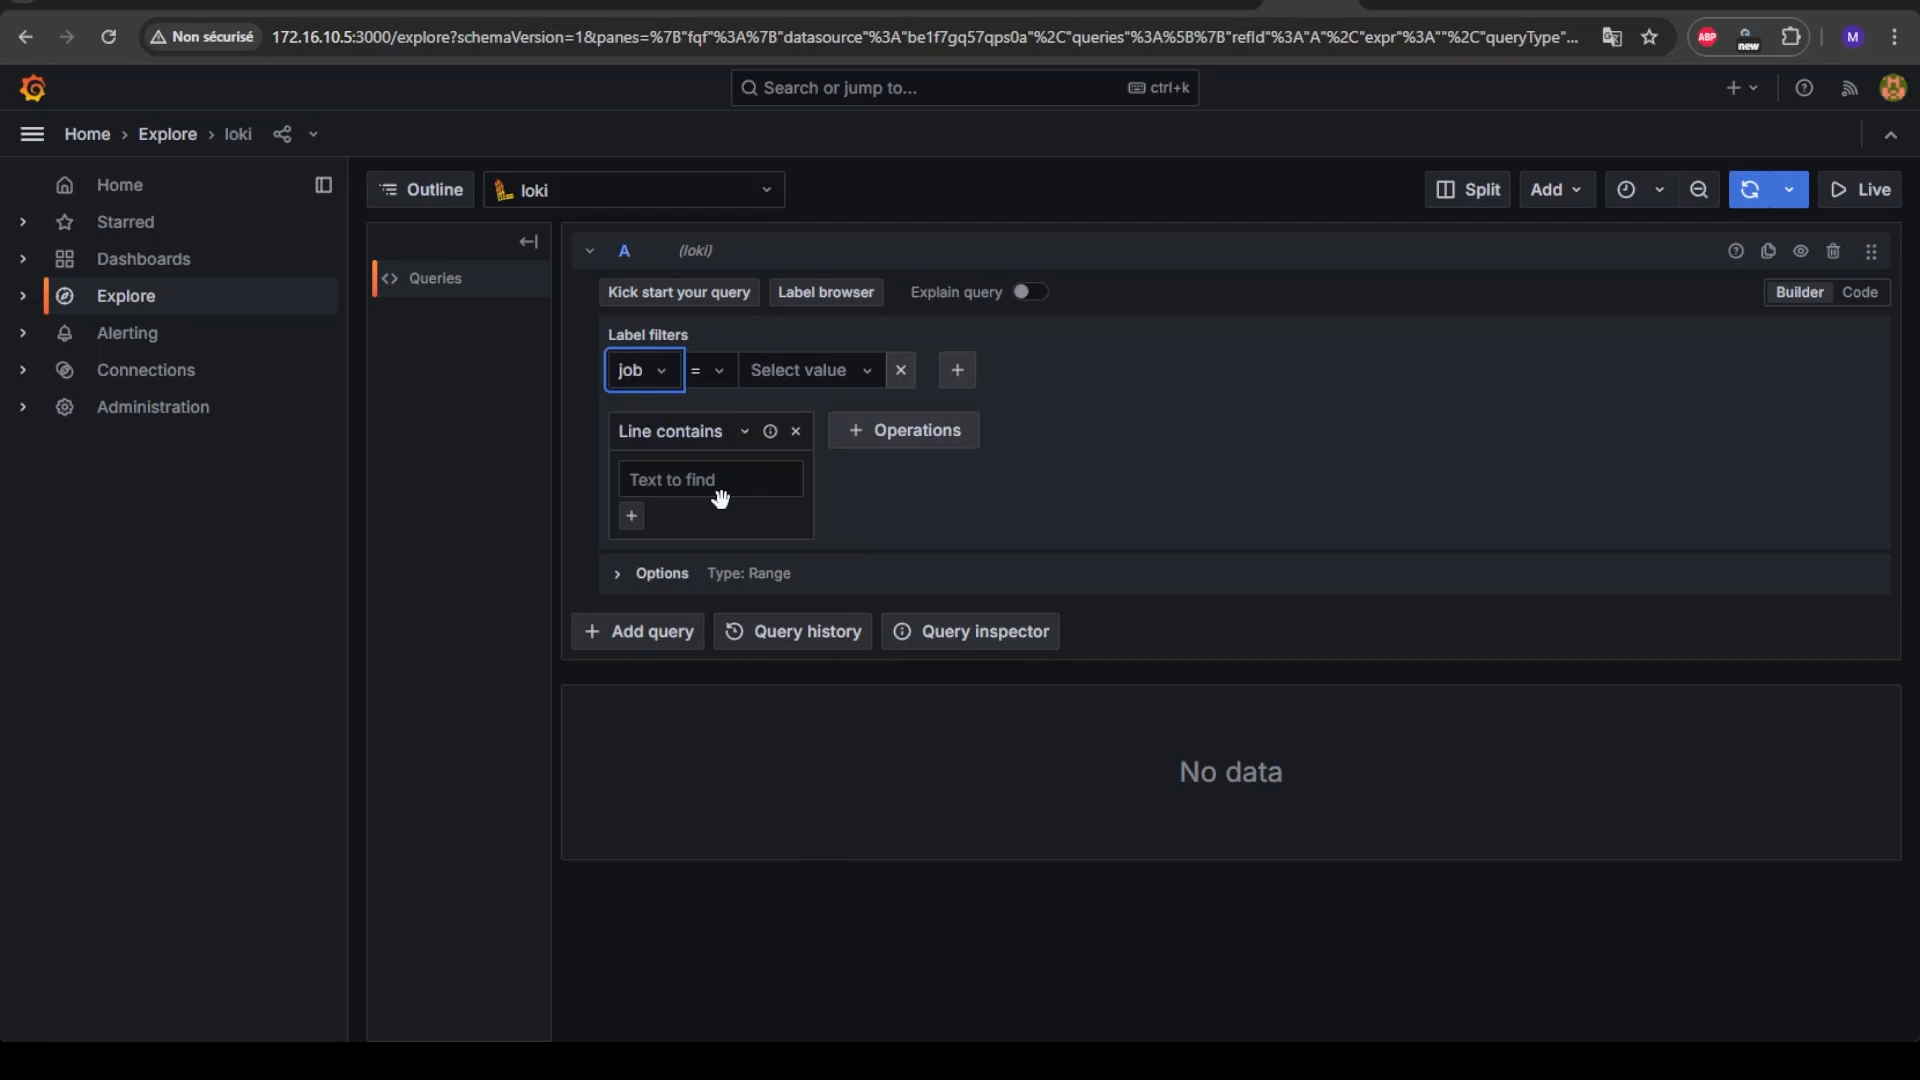 Non sécurisé 172.16.10.5:3000/explore?schemaVersion=1&panes=%7B"fqf"%3A%7B"datasource"%3A"be1f7gq57qps0a"%2C"queries"%3A%5B%7B"refId"%3A"A"%2C"expr"%3A""%2C"queryType"... ABP new M
Search or jump to... ctrl+k
Home › Explore › loki
Home
Starred
Dashboards
Explore
Alerting
Connections
Administration
Outline loki Split Add Live
Queries
A (loki)
Kick start your query Label browser Explain query Builder Code
Label filters
job = Select value
Line contains + Operations
Text to find
+
Options Type: Range
+ Add query Query history Query inspector
No data